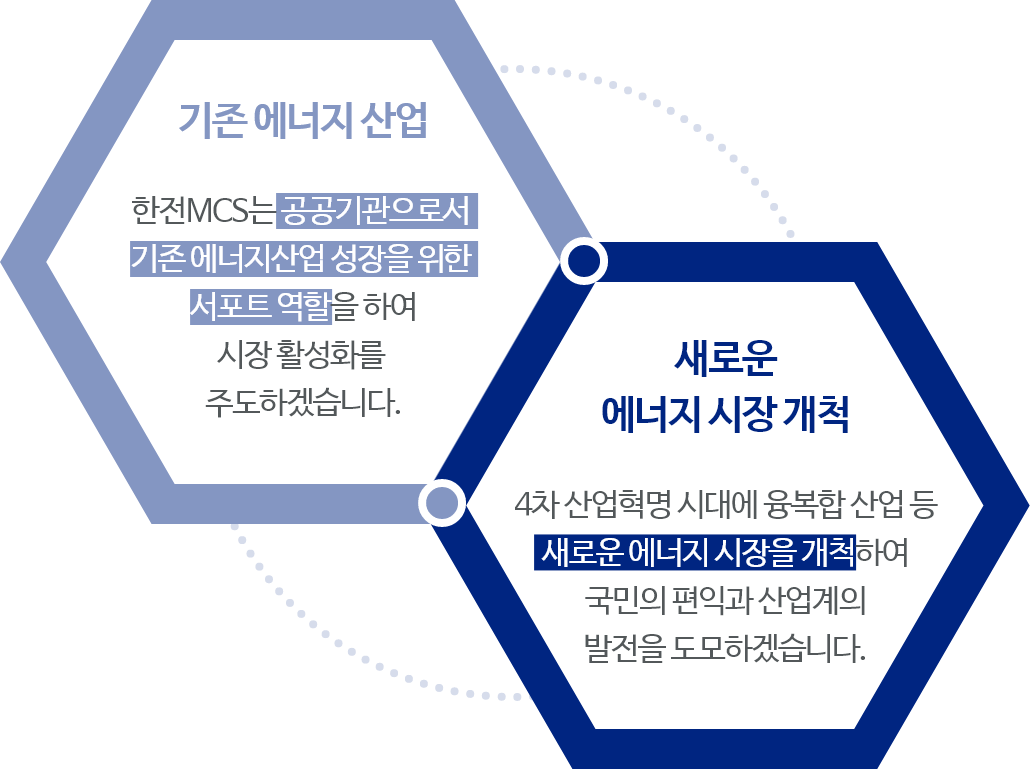 기존 에너지 산업
한전MCS는 공공기관으로서
기존 에너지산업 성장을 위한
서포트 역할을 하여
시장 활성화를
주도하겠습니다.
새로운
에너지 시장 개척
4차 산업혁명 시대에 융복합 산업 등
새로운 에너지 시장을 개척하여
국민의 편익과 산업계의
발전을 도모하겠습니다.